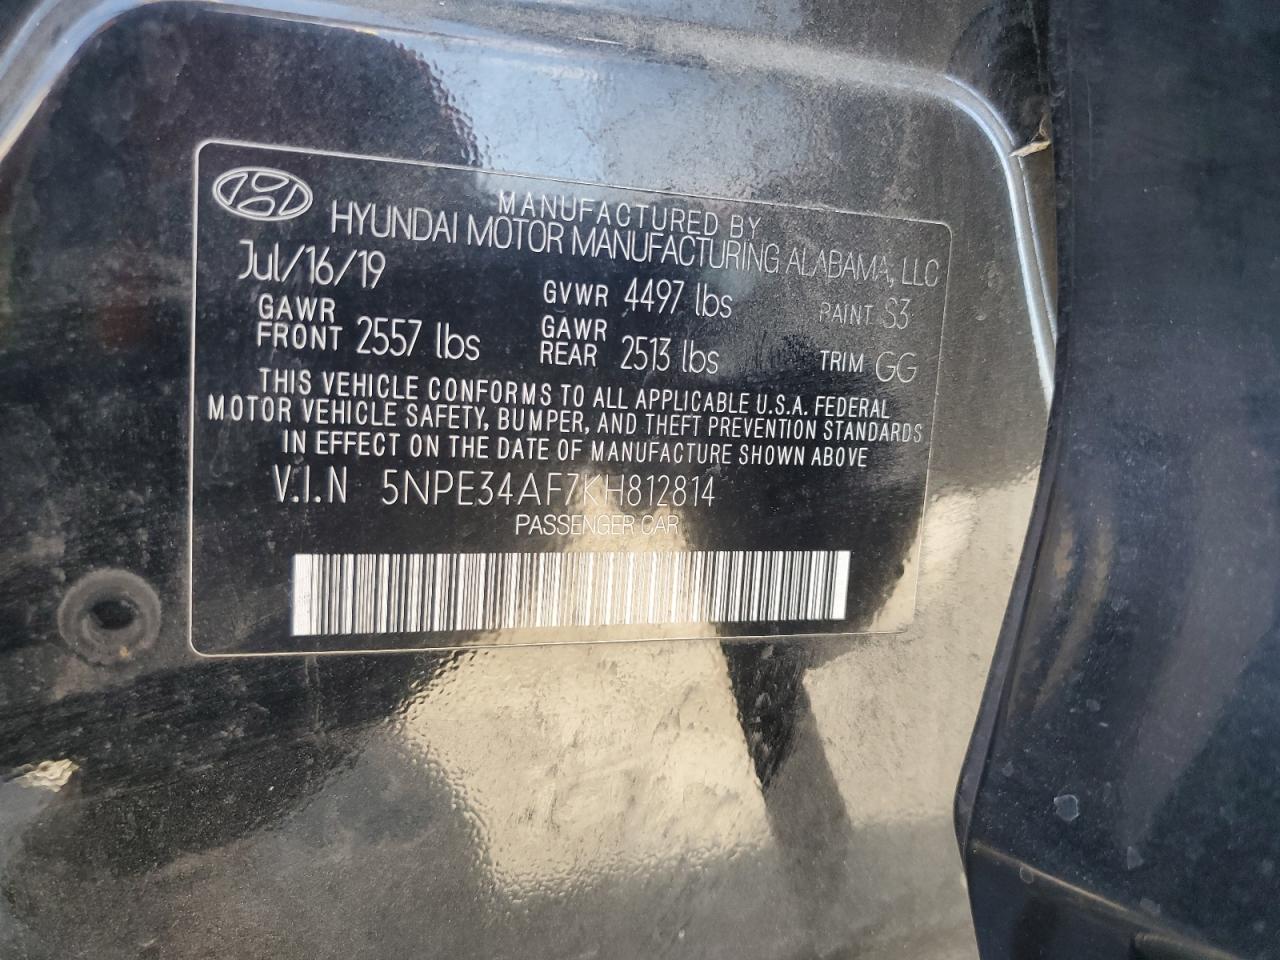 MANUFACTURED BY
HYUNDAI MOTOR MANUFACTURING ALABAMA, LLC
Jul/16/19
GVWR 4497 lbs
PAINT S3
GAWR FRONT 2557 lbs
GAWR REAR 2513 lbs
TRIM GG
THIS VEHICLE CONFORMS TO ALL APPLICABLE U.S.A. FEDERAL
MOTOR VEHICLE SAFETY, BUMPER, AND THEFT PREVENTION STANDARDS
IN EFFECT ON THE DATE OF MANUFACTURE SHOWN ABOVE
V.I.N 5NPE34AF7KH812814
PASSENGER CAR